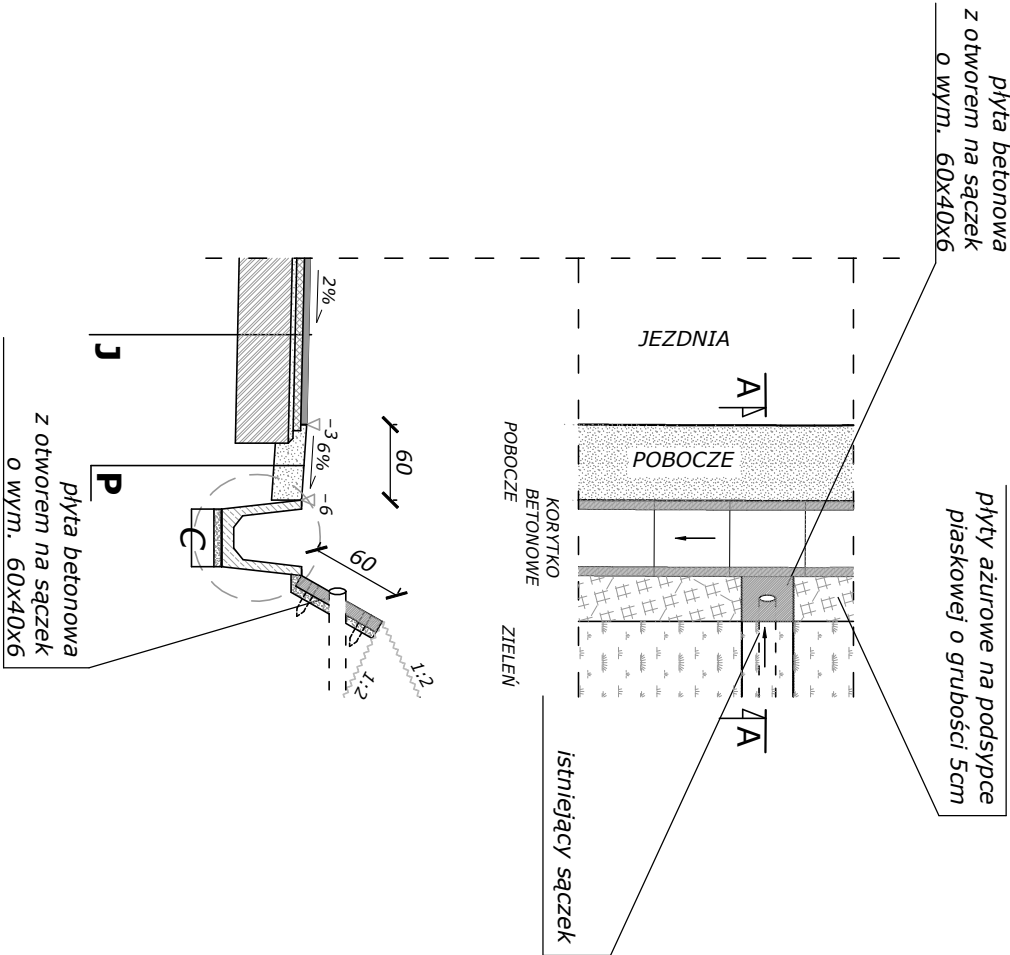 płyta betonowa
z otworem na sączek
o wym. 60x40x6
JEZDNIA
A
POBOCZE
płyty ażurowe na podsypce
piaskowej o grubości 5cm
A
istniejący sączek
POBOCZE
KORYTKO
BETONOWE
ZIELEŃ
2%
-3
6%
-6
60
60
1:2
1:2
J
P
C
płyta betonowa
z otworem na sączek
o wym. 60x40x6